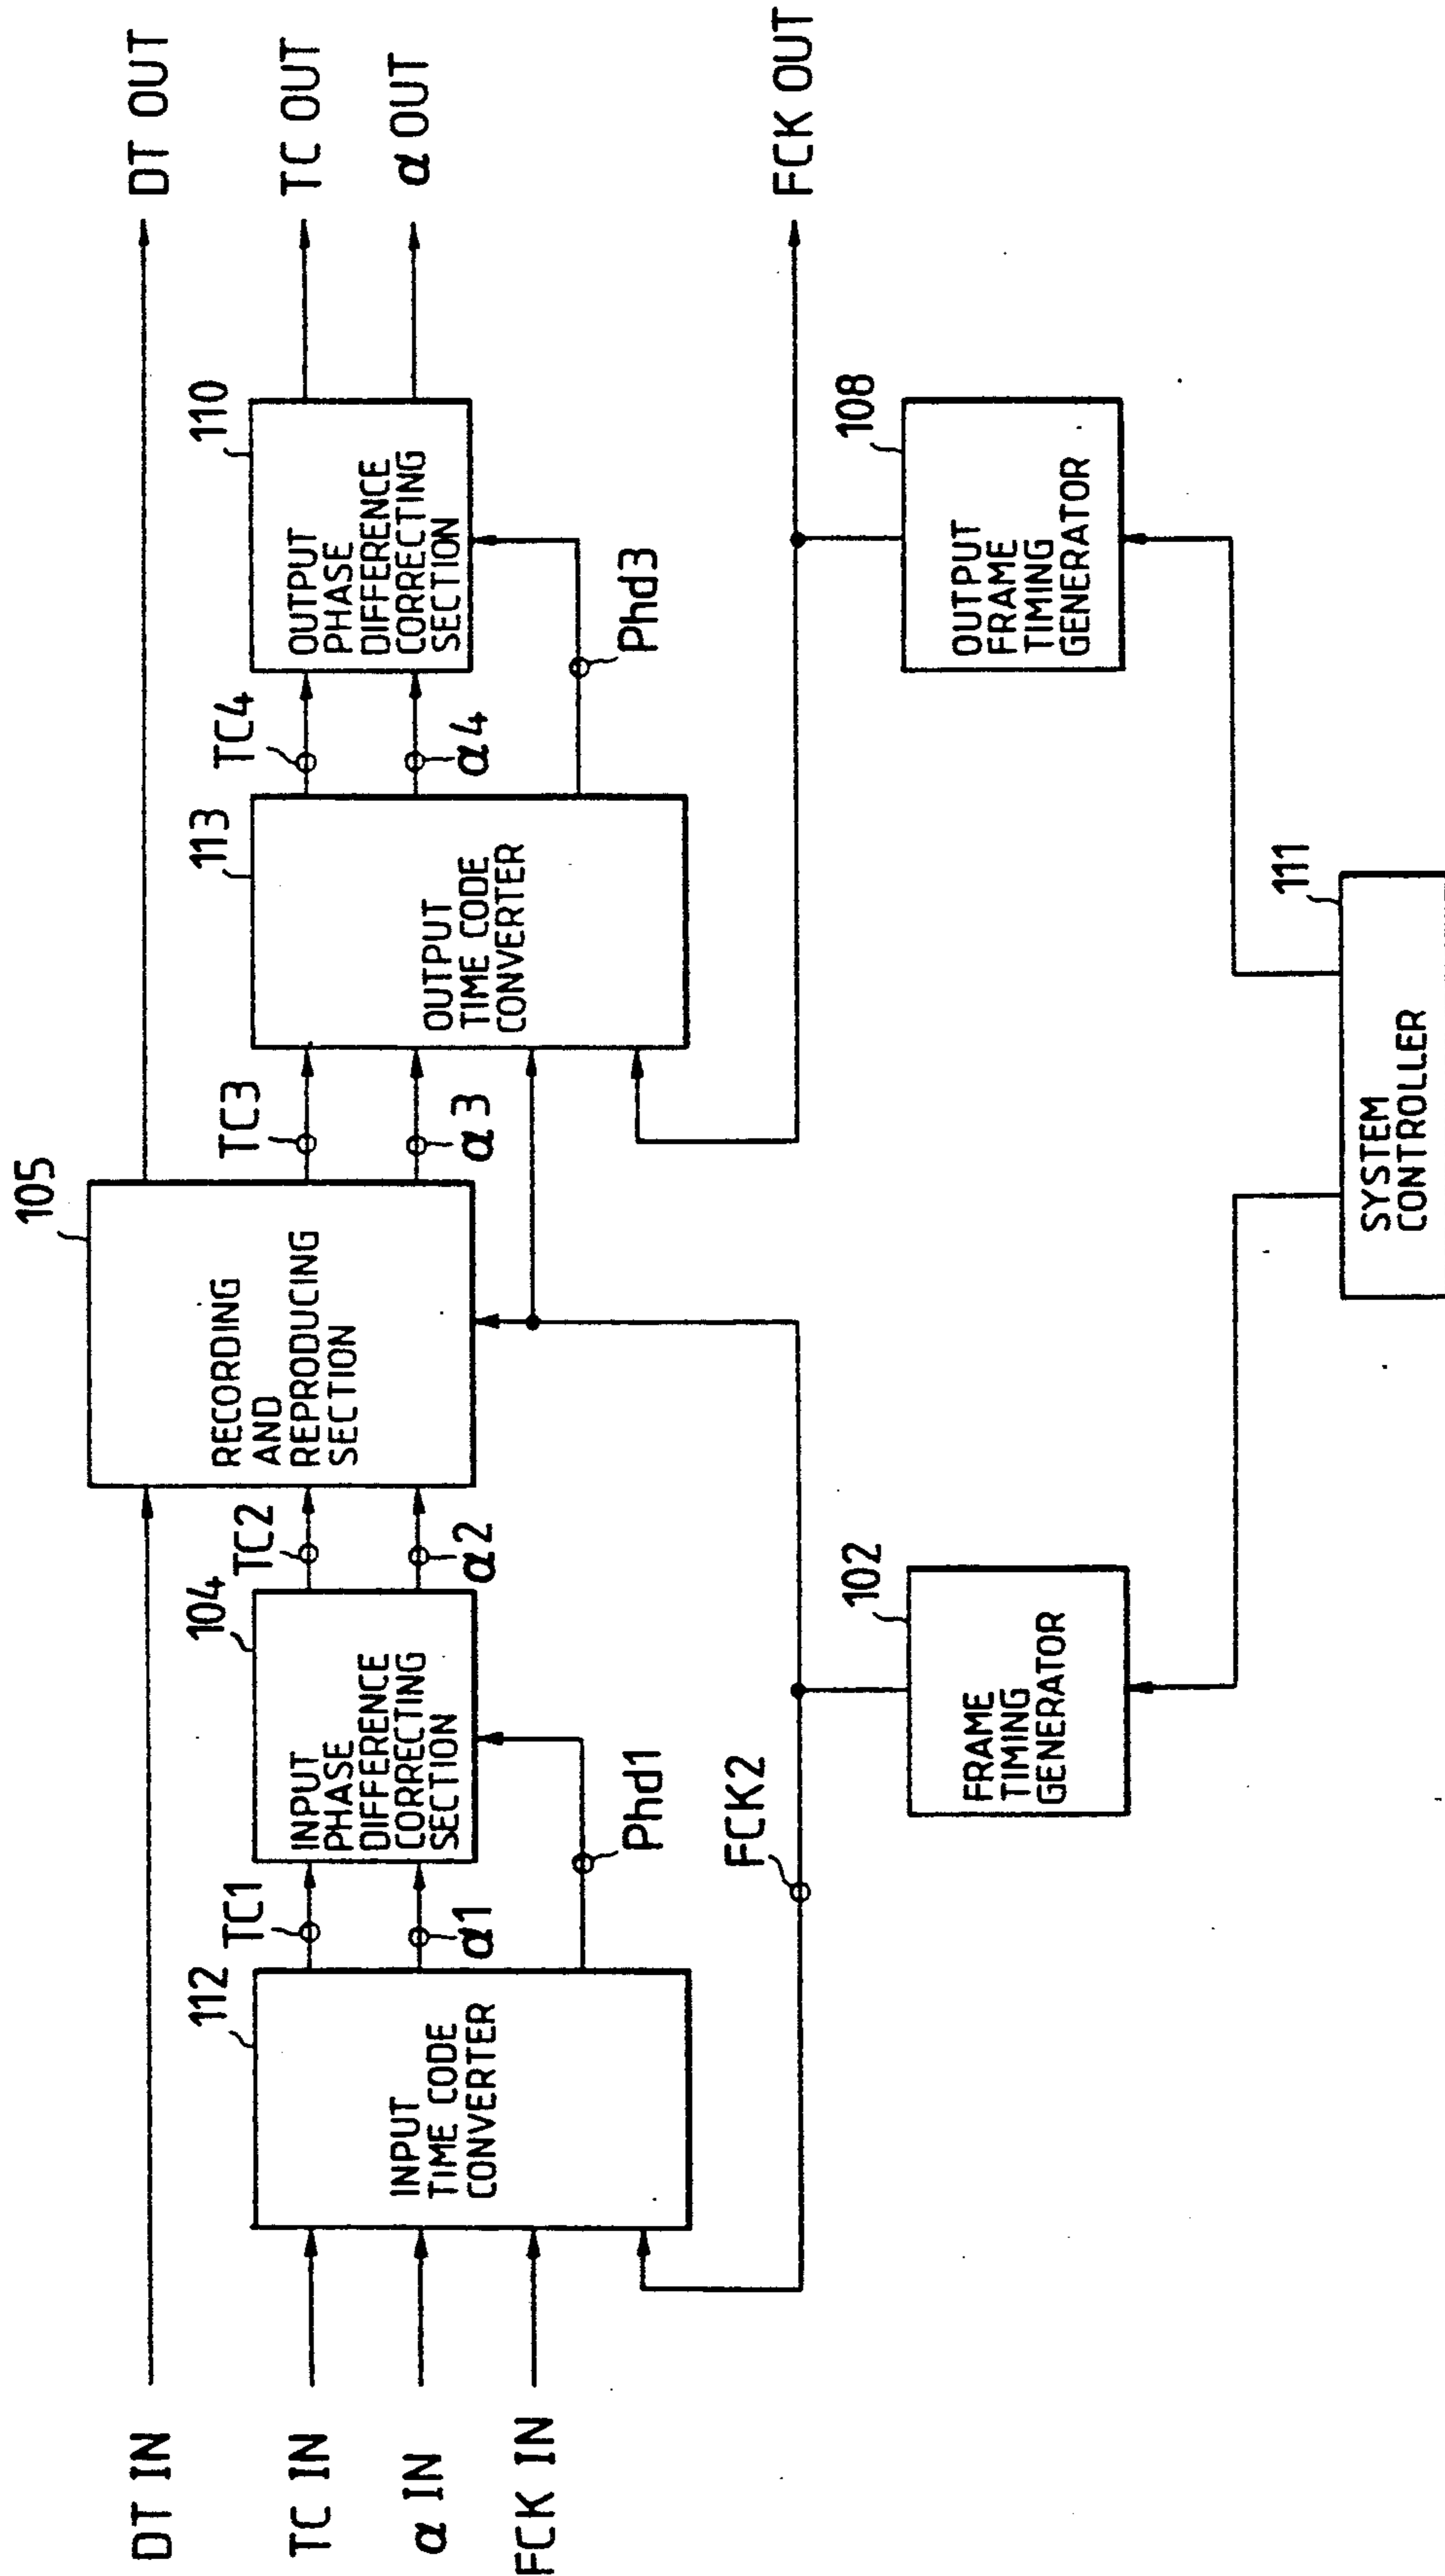 DT IN
TC IN
α IN
FCK IN
112
INPUT
TIME CODE
CONVERTER
TC1
α1
Phd1
104
INPUT
PHASE
DIFFERENCE
CORRECTING
SECTION
TC2
α2
105
RECORDING
AND
REPRODUCING
SECTION
TC3
α3
113
OUTPUT
TIME CODE
CONVERTER
TC4
α4
Phd3
110
OUTPUT
PHASE
DIFFERENCE
CORRECTING
SECTION
DT OUT
TC OUT
α OUT
FCK OUT
FCK2
102
FRAME
TIMING
GENERATOR
108
OUTPUT
FRAME
TIMING
GENERATOR
111
SYSTEM
CONTROLLER